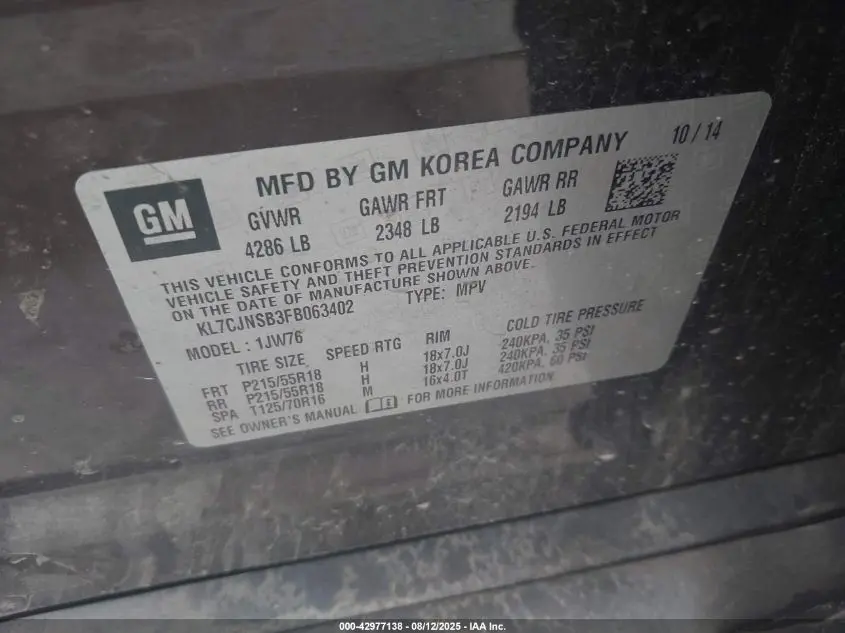 MFD BY GM KOREA COMPANY 10 / 14
GM
GVWR GAWR FRT GAWR RR
4286 LB 2348 LB 2194 LB
THIS VEHICLE CONFORMS TO ALL APPLICABLE U.S. FEDERAL MOTOR
VEHICLE SAFETY AND THEFT PREVENTION STANDARDS IN EFFECT
ON THE DATE OF MANUFACTURE SHOWN ABOVE.
KL7CJNSB3FB063402 TYPE: MPV
MODEL : 1JW76
TIRE SIZE SPEED RTG RIM COLD TIRE PRESSURE
FRT P215/55R18 H 18x7.0J 240KPA, 35 PSI
RR P215/55R18 H 18x7.0J 240KPA, 35 PSI
SPA T125/70R16 M 16x4.0T 420KPA, 60 PSI
SEE OWNER'S MANUAL FOR MORE INFORMATION
000-42977138 - 08/12/2025 - IAA Inc.